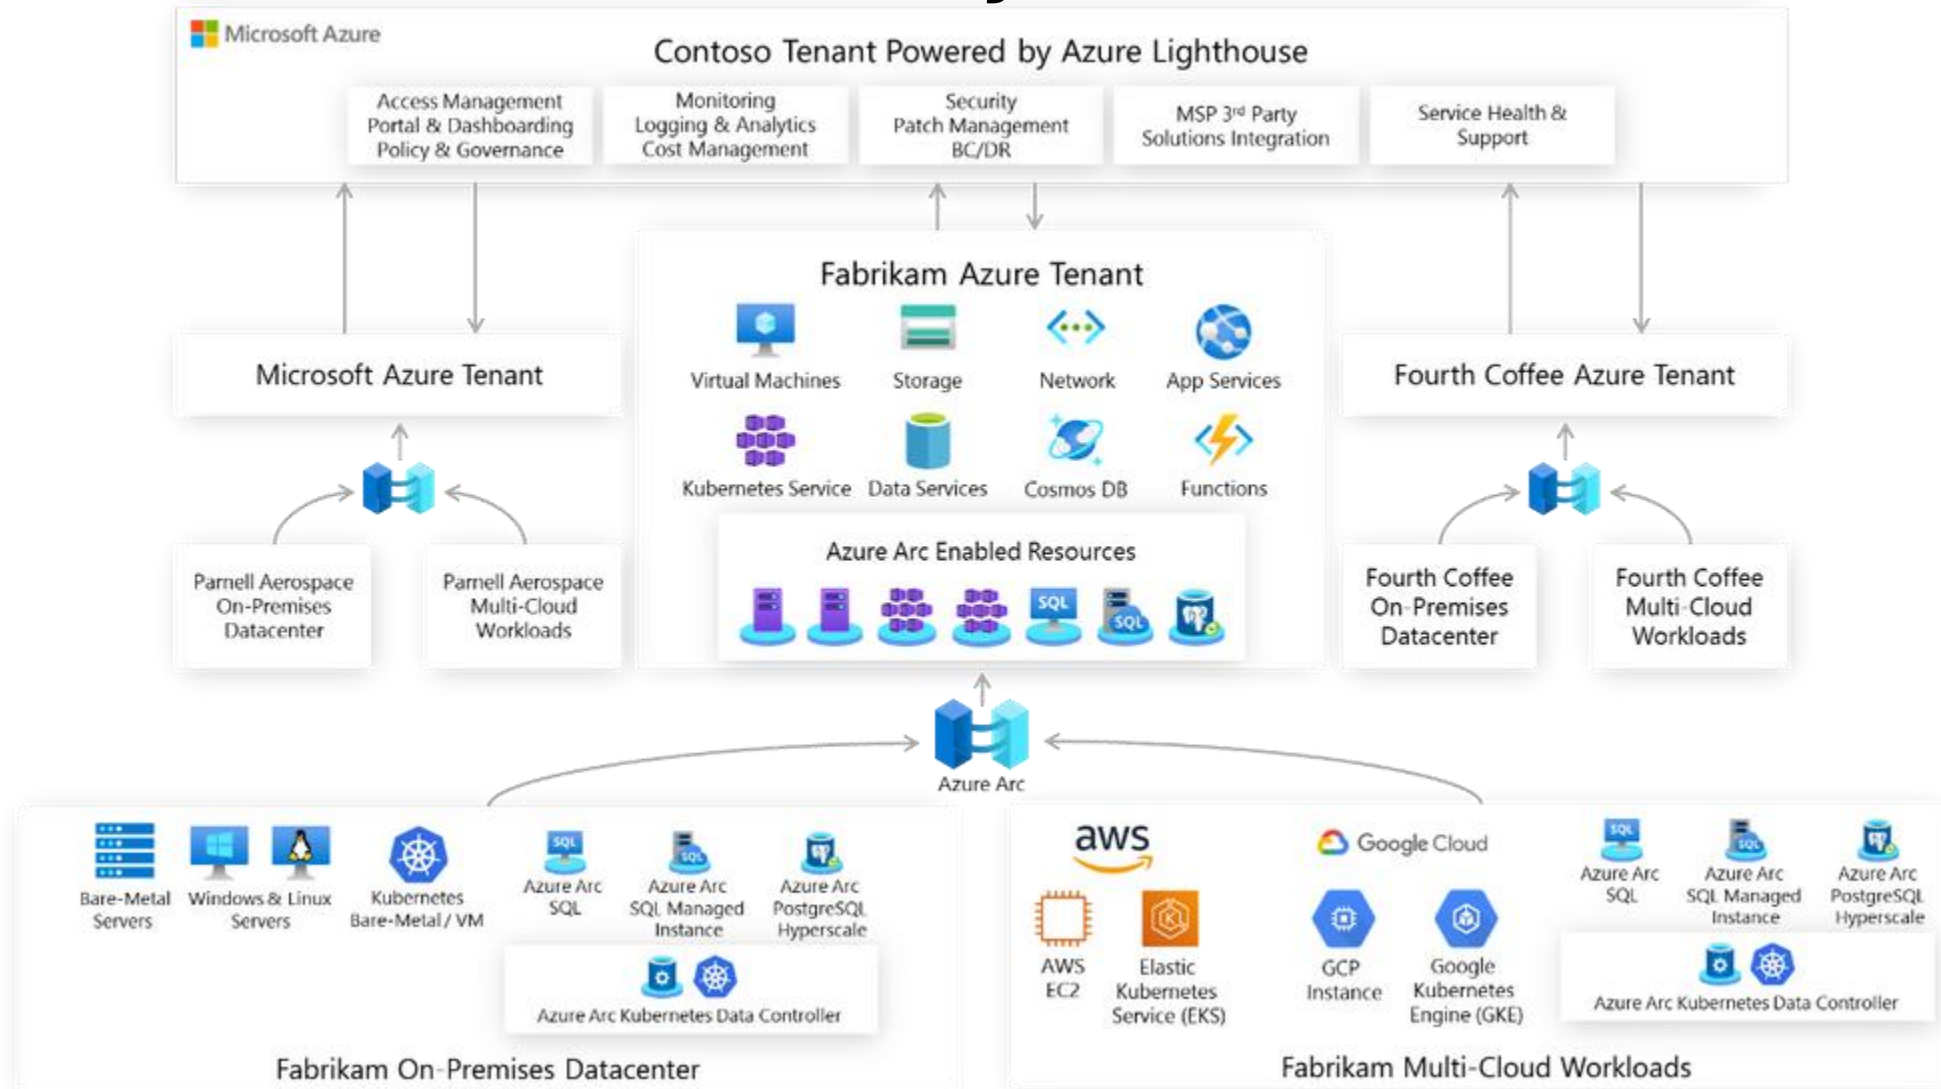 Microsoft Azure
Contoso Tenant Powered by Azure Lighthouse
Access Management
Portal & Dashboarding
Policy & Governance
Monitoring
Logging & Analytics
Cost Management
Security
Patch Management
BC/DR
MSP 3rd Party
Solutions Integration
Service Health &
Support
Microsoft Azure Tenant
Parnell Aerospace
On-Premises
Datacenter
Parnell Aerospace
Multi-Cloud
Workloads
Fabrikam Azure Tenant
Virtual Machines
Storage
Network
App Services
Kubernetes Service
Data Services
Cosmos DB
Functions
Azure Arc Enabled Resources
SQL
SQL
Fourth Coffee Azure Tenant
Fourth Coffee
On-Premises
Datacenter
Fourth Coffee
Multi-Cloud
Workloads
Azure Arc
Bare-Metal
Servers
Windows & Linux
Servers
Kubernetes
Bare-Metal / VM
SQL
Azure Arc
SQL
SQL
Azure Arc
SQL Managed
Instance
Azure Arc
PostgreSQL
Hyperscale
Azure Arc Kubernetes Data Controller
Fabrikam On-Premises Datacenter
aws
AWS
EC2
Elastic
Kubernetes
Service (EKS)
Google Cloud
GCP
Instance
Google
Kubernetes
Engine (GKE)
SQL
Azure Arc
SQL
SQL
Azure Arc
SQL Managed
Instance
Azure Arc
PostgreSQL
Hyperscale
Azure Arc Kubernetes Data Controller
Fabrikam Multi-Cloud Workloads